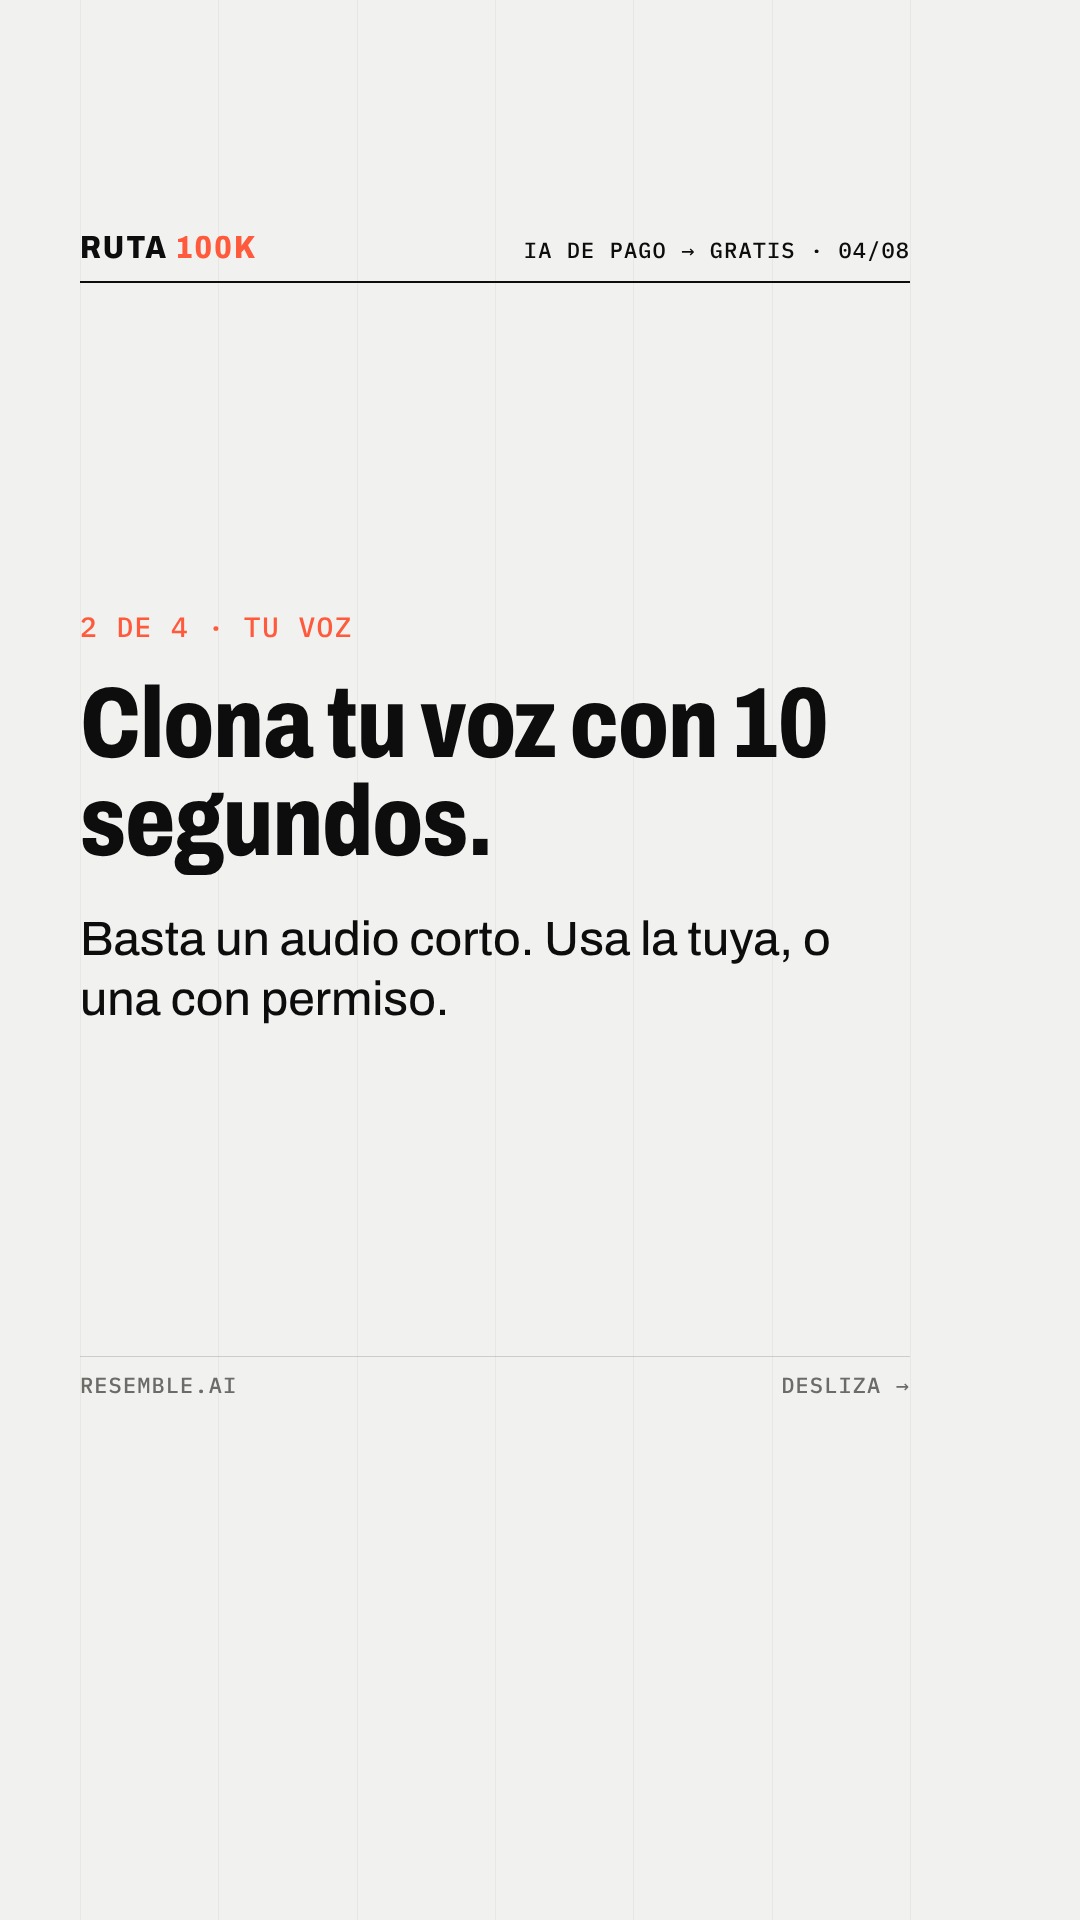 RUTA 100K
IA DE PAGO → GRATIS · 04/08
2 DE 4 · TU VOZ
Clona tu voz con 10
segundos.
Basta un audio corto. Usa la tuya, o
una con permiso.
RESEMBLE.AI
DESLIZA →